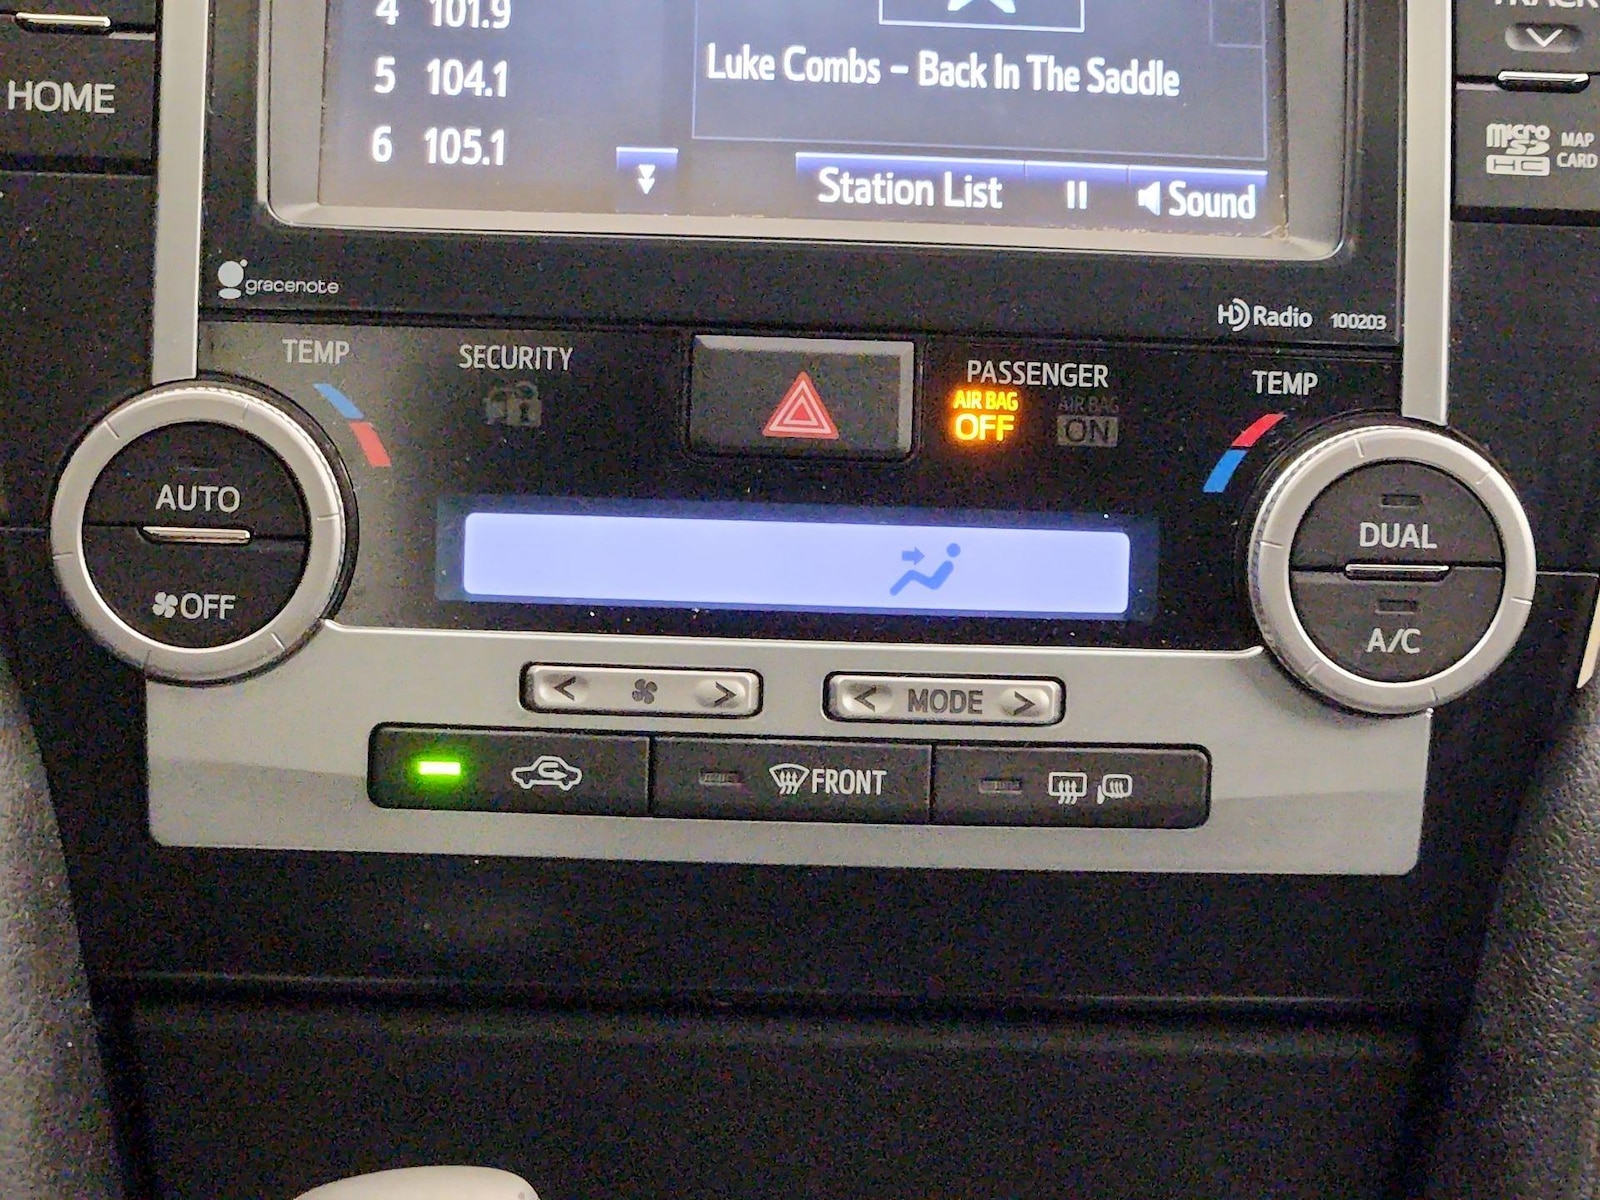 4 101.9
5 104.1
6 105.1
Luke Combs - Back In The Saddle
Station List
Sound
HOME
TRACK
micro
SD
HC
MAP
CARD
gracenote
HD Radio 100203
TEMP
SECURITY
PASSENGER
AIR BAG
OFF
AIR BAG
ON
TEMP
AUTO
OFF
DUAL
A/C
< >
< MODE >
FRONT